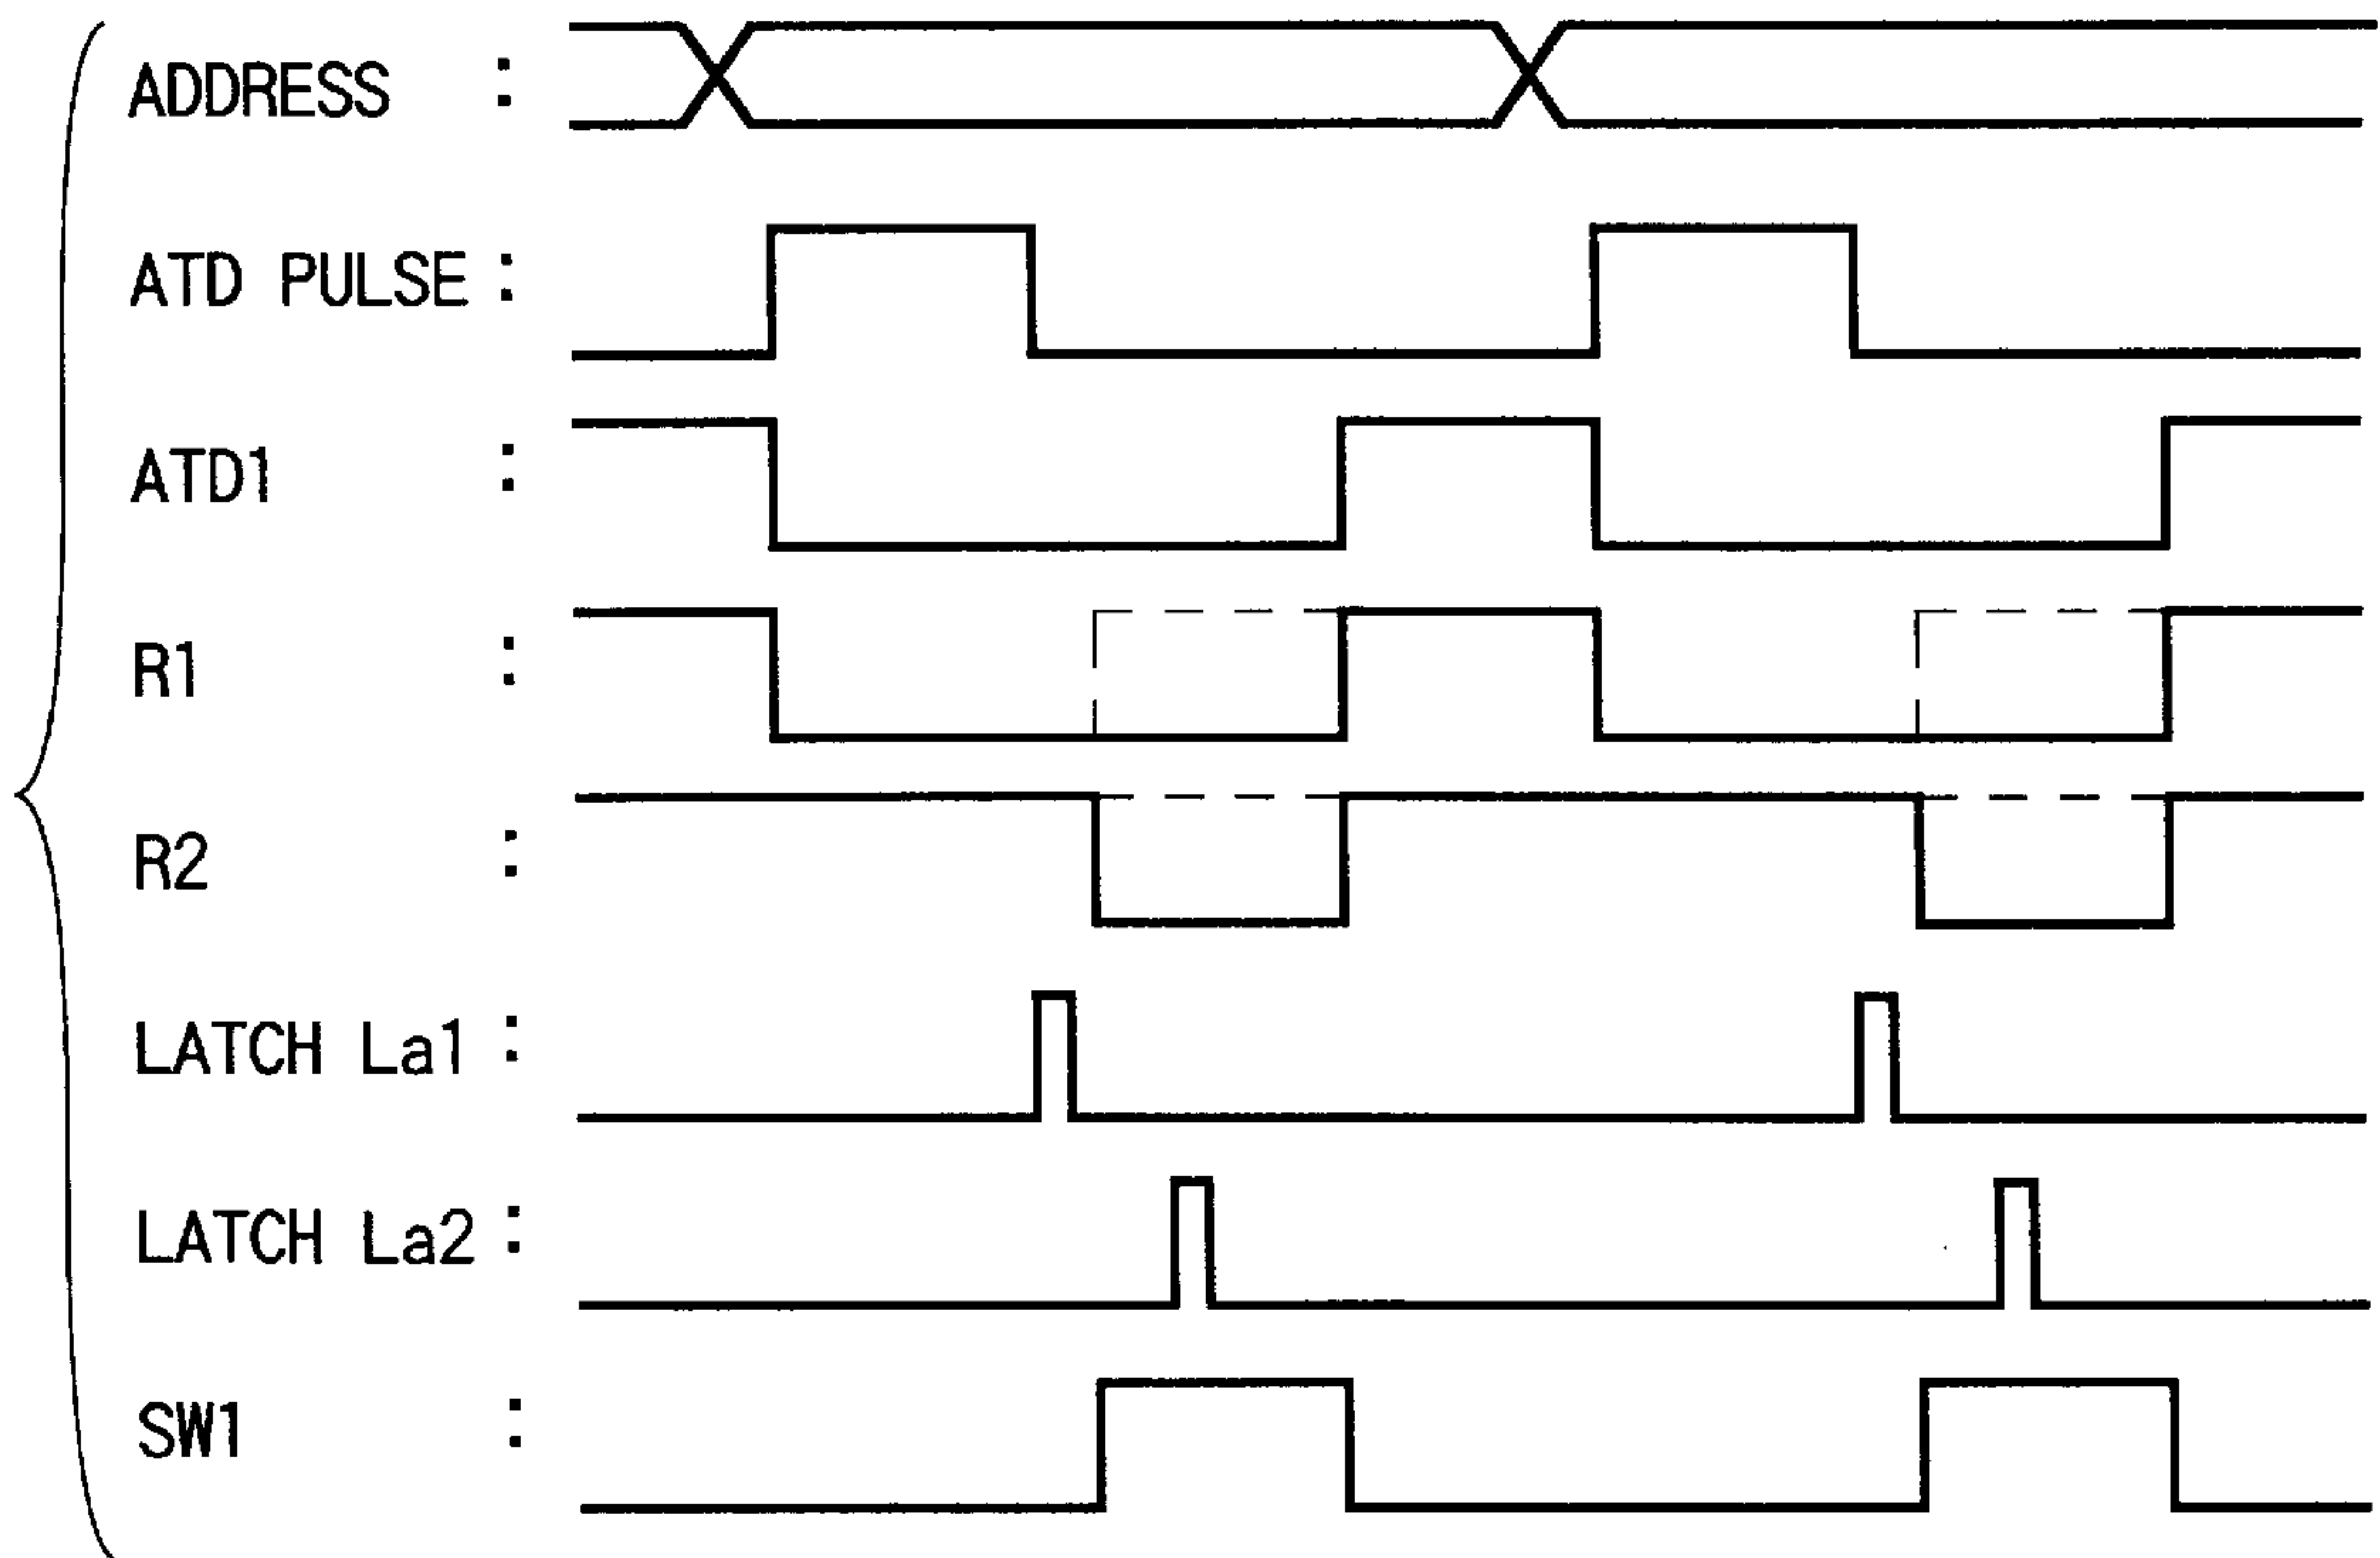 ADDRESS :
ATD PULSE :
ATD1 :
R1 :
R2 :
LATCH La1 :
LATCH La2 :
SW1 :